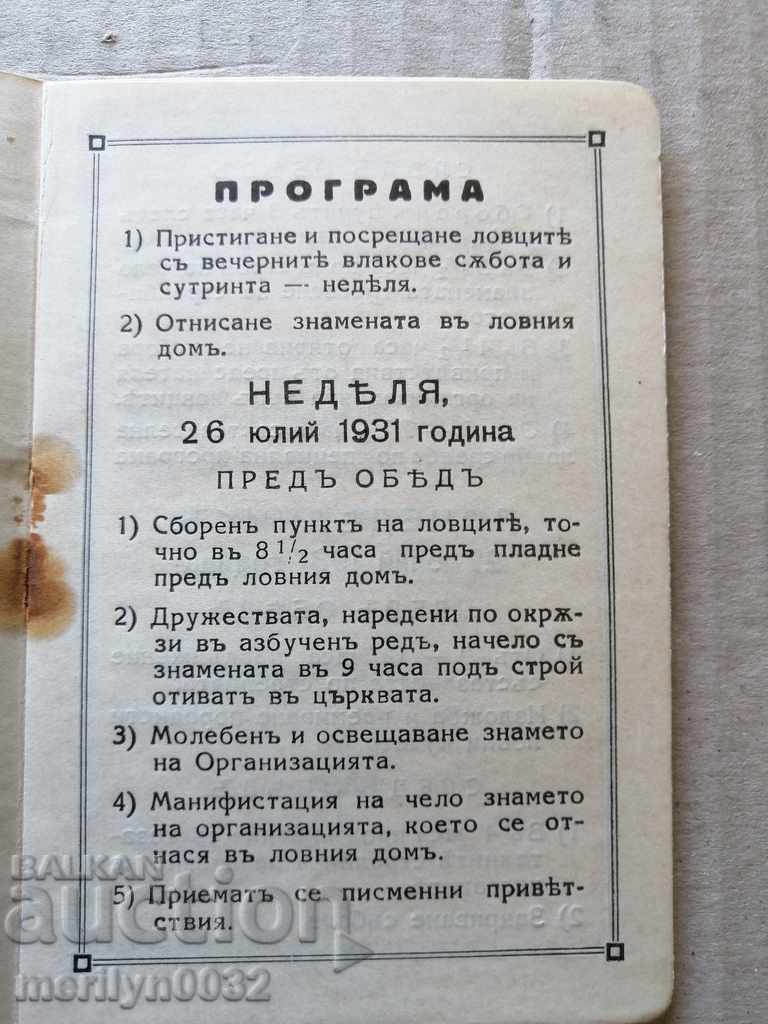 ПРОГРАМА
1) Пристигане и посрещане ловцитѣ
съ вечернитѣ влакове сѫбота и
сутринта — недѣля.
2) Отнисане знамената въ ловния
домъ.
НЕДѢЛЯ,
26 юлий 1931 година
ПРЕДЪ ОБѢДЪ
1) Сборенъ пунктъ на ловцитѣ, то-
чно въ 8 1/2 часа предъ пладне
предъ ловния домъ.
2) Дружествата, наредени по окрѫ-
зи въ азбученъ редъ, начело съ
знамената въ 9 часа подъ строй
отиватъ въ църквата.
3) Молебенъ и освещаване знамето
на Организацията.
4) Манифистация на чело знамето
на организацията, което се от-
нася въ ловния домъ.
5) Приематъ се писменни привѣт-
ствия.
BALKAN
auction
merilyn0032